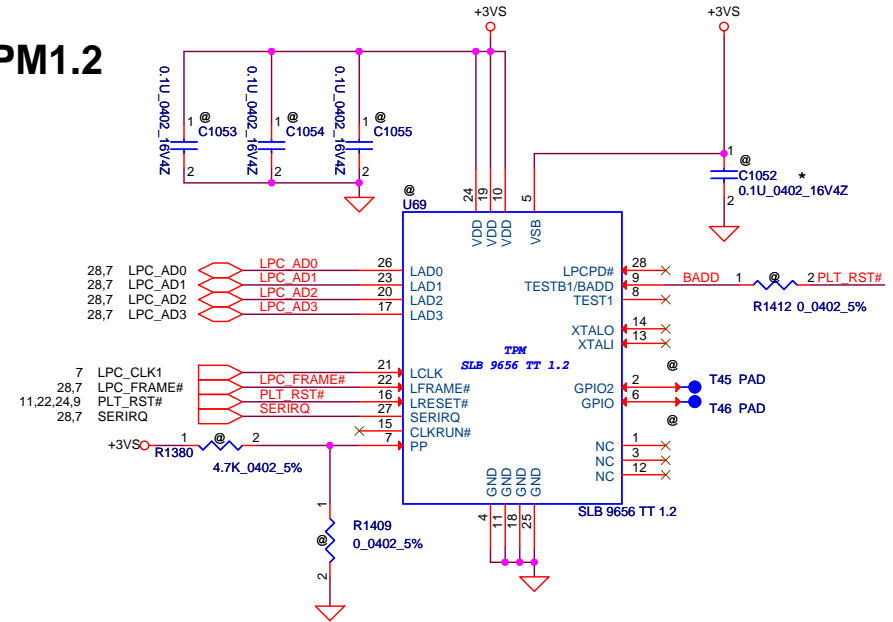 +3VS
+3VS
PM1.2
0.1U_0402_16V4Z
1
@
C1053
2
0.1U_0402_16V4Z
1
@
C1054
2
0.1U_0402_16V4Z
1
@
C1055
2
1
@
C1052 *
0.1U_0402_16V4Z
2
@
U69
24
19
10
5
VDD
VDD
VDD
VSB
28,7 LPC_AD0 LPC_AD0 26 LAD0
28,7 LPC_AD1 LPC_AD1 23 LAD1
28,7 LPC_AD2 LPC_AD2 20 LAD2
28,7 LPC_AD3 LPC_AD3 17 LAD3
LPCPD# 28
TESTB1/BADD 9 BADD 1 @ 2 PLT_RST#
TEST1 8
R1412 0_0402_5%
XTALO 14
XTALI 13
TPM
SLB 9656 TT 1.2
7 LPC_CLK1 21 LCLK
28,7 LPC_FRAME# LPC_FRAME# 22 LFRAME#
11,22,24,9 PLT_RST# PLT_RST# 16 LRESET#
28,7 SERIRQ SERIRQ 27 SERIRQ
15 CLKRUN#
7 PP
@
GPIO2 2 T45 PAD
GPIO 6 T46 PAD
@
+3VS 1 @ 2
R1380
4.7K_0402_5%
NC 1
NC 3
NC 12
GND
GND
GND
GND
4
11
18
25
SLB 9656 TT 1.2
1
R1409
@
0_0402_5%
2